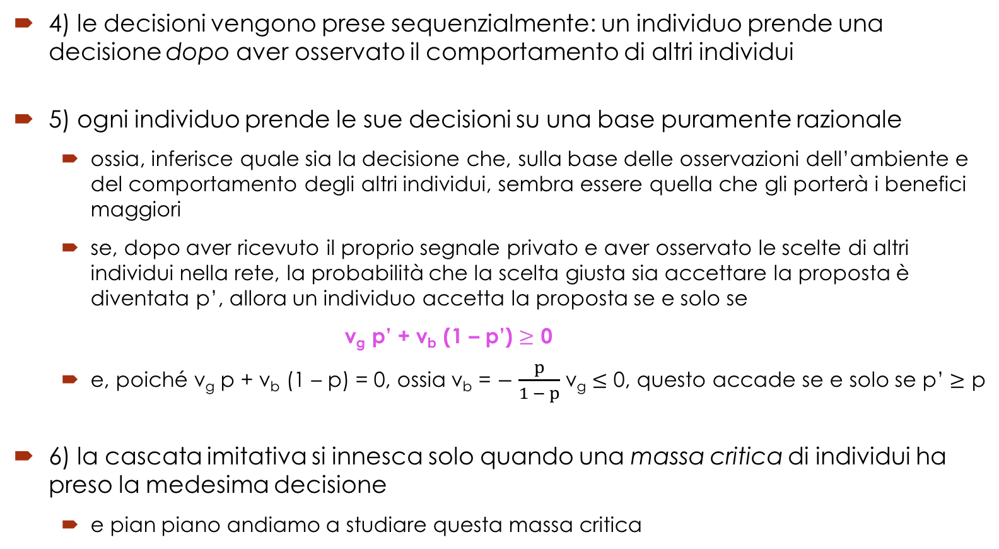 4) le decisioni vengono prese sequenzialmente: un individuo prende una
decisione dopo aver osservato il comportamento di altri individui
5) ogni individuo prende le sue decisioni su una base puramente razionale
ossia, inferisce quale sia la decisione che, sulla base delle osservazioni dell’ambiente e
del comportamento degli altri individui, sembra essere quella che gli porterà i benefici
maggiori
se, dopo aver ricevuto il proprio segnale privato e aver osservato le scelte di altri
individui nella rete, la probabilità che la scelta giusta sia accettare la proposta è
diventata p’, allora un individuo accetta la proposta se e solo se
v_g p’ + v_b (1 – p’) ≥ 0
e, poiché v_g p + v_b (1 – p) = 0, ossia v_b = − p/(1 − p) v_g ≤ 0, questo accade se e solo se p’ ≥ p
6) la cascata imitativa si innesca solo quando una massa critica di individui ha
preso la medesima decisione
e pian piano andiamo a studiare questa massa critica